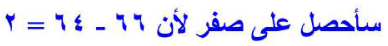 سأحصل على صفر لأن ٦٦ - ٦٤ = ٢